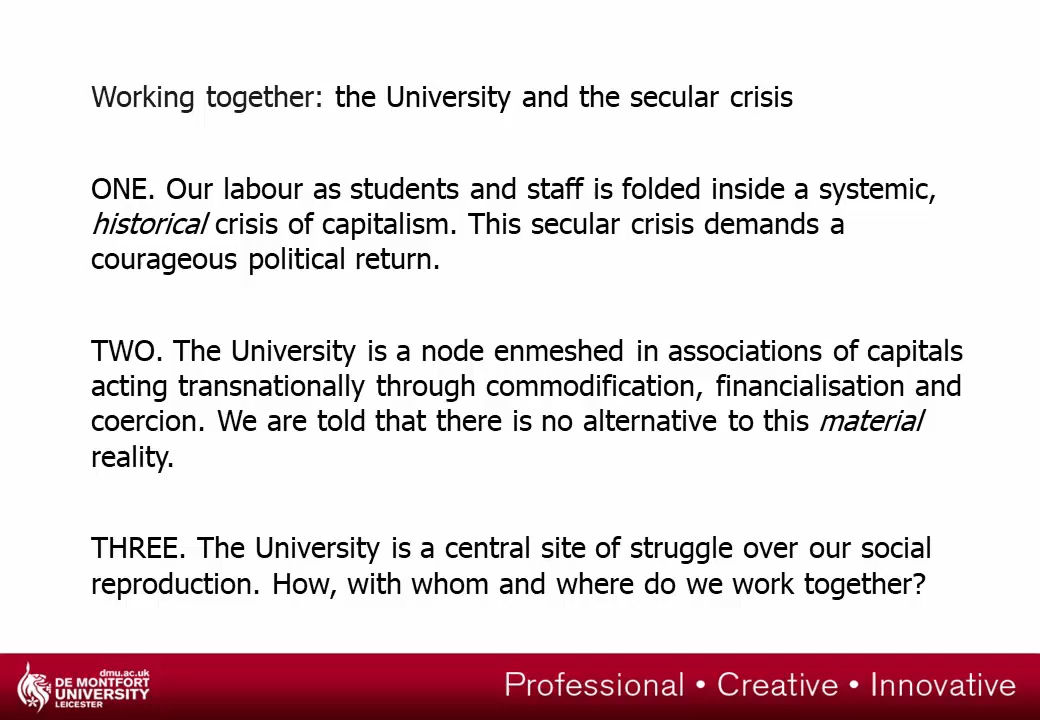 Working together: the University and the secular crisis
ONE. Our labour as students and staff is folded inside a systemic,
historical crisis of capitalism. This secular crisis demands a
courageous political return.
TWO. The University is a node enmeshed in associations of capitals
acting transnationally through commodification, financialisation and
coercion. We are told that there is no alternative to this material
reality.
THREE. The University is a central site of struggle over our social
reproduction. How, with whom and where do we work together?
dmu.ac.uk
DE MONTFORT
UNIVERSITY
LEICESTER
Professional • Creative • Innovative